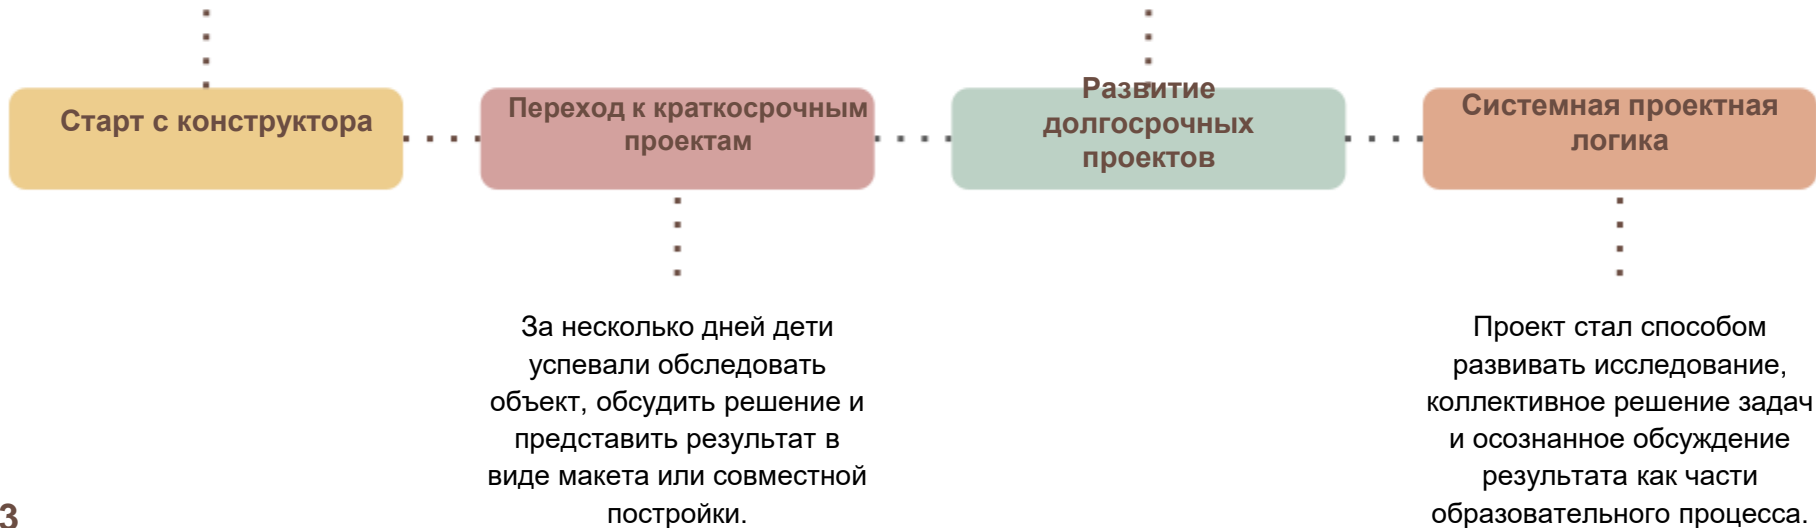 Старт с конструктора
Переход к краткосрочным
проектам
Развитие
долгосрочных
проектов
Системная проектная
логика
За несколько дней дети
успевали обследовать
объект, обсудить решение и
представить результат в
виде макета или совместной
постройки.
Проект стал способом
развивать исследование,
коллективное решение задач
и осознанное обсуждение
результата как части
образовательного процесса.
3